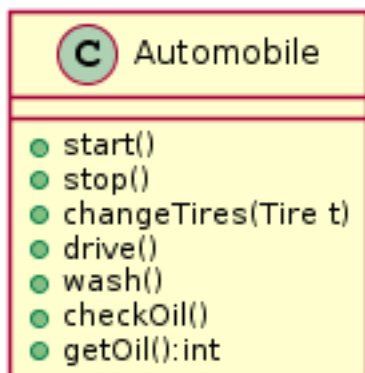 C Automobile
start()
stop()
changeTires(Tire t)
drive()
wash()
checkOil()
getOil():int